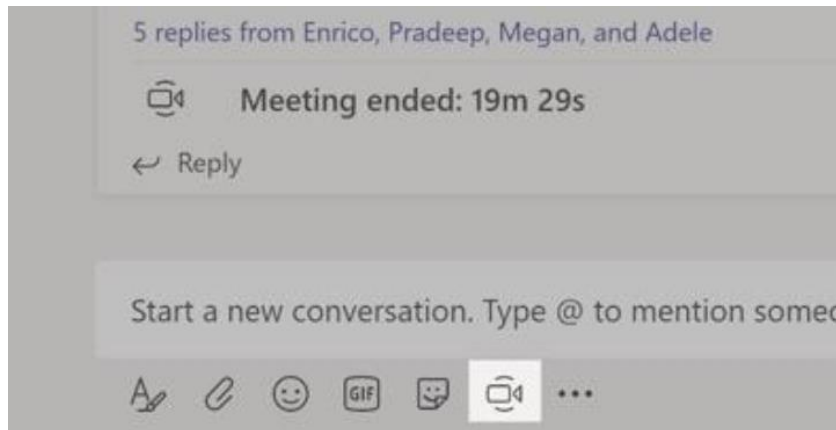 5 replies from Enrico, Pradeep, Megan, and Adele
Meeting ended: 19m 29s
Reply
Start a new conversation. Type @ to mention
GIF